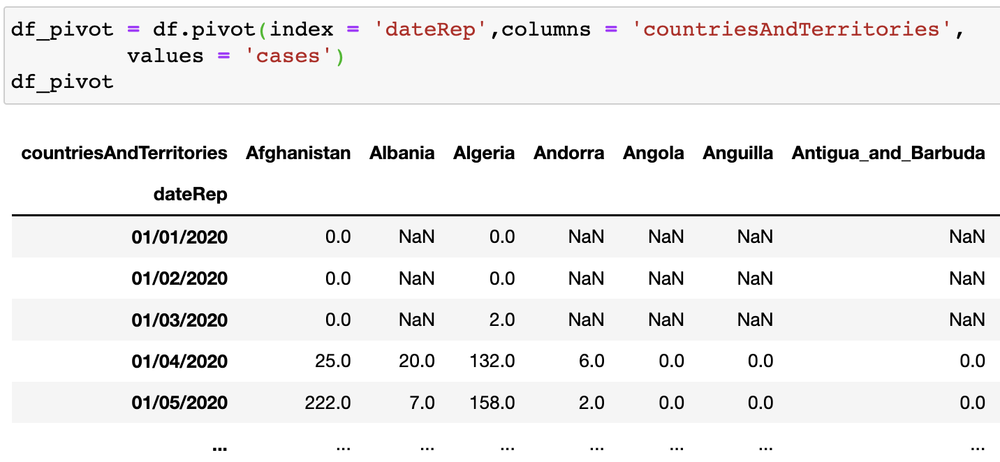 df_pivot = df.pivot(index = 'dateRep',columns = 'countriesAndTerritories',
values = 'cases')
df_pivot
countriesAndTerritories Afghanistan Albania Algeria Andorra Angola Anguilla Antigua_and_Barbuda
dateRep
01/01/2020 0.0 NaN 0.0 NaN NaN NaN NaN
01/02/2020 0.0 NaN 0.0 NaN NaN NaN NaN
01/03/2020 0.0 NaN 2.0 NaN NaN NaN NaN
01/04/2020 25.0 20.0 132.0 6.0 0.0 0.0 0.0
01/05/2020 222.0 7.0 158.0 2.0 0.0 0.0 0.0
... ... ... ... ... ... ... ...